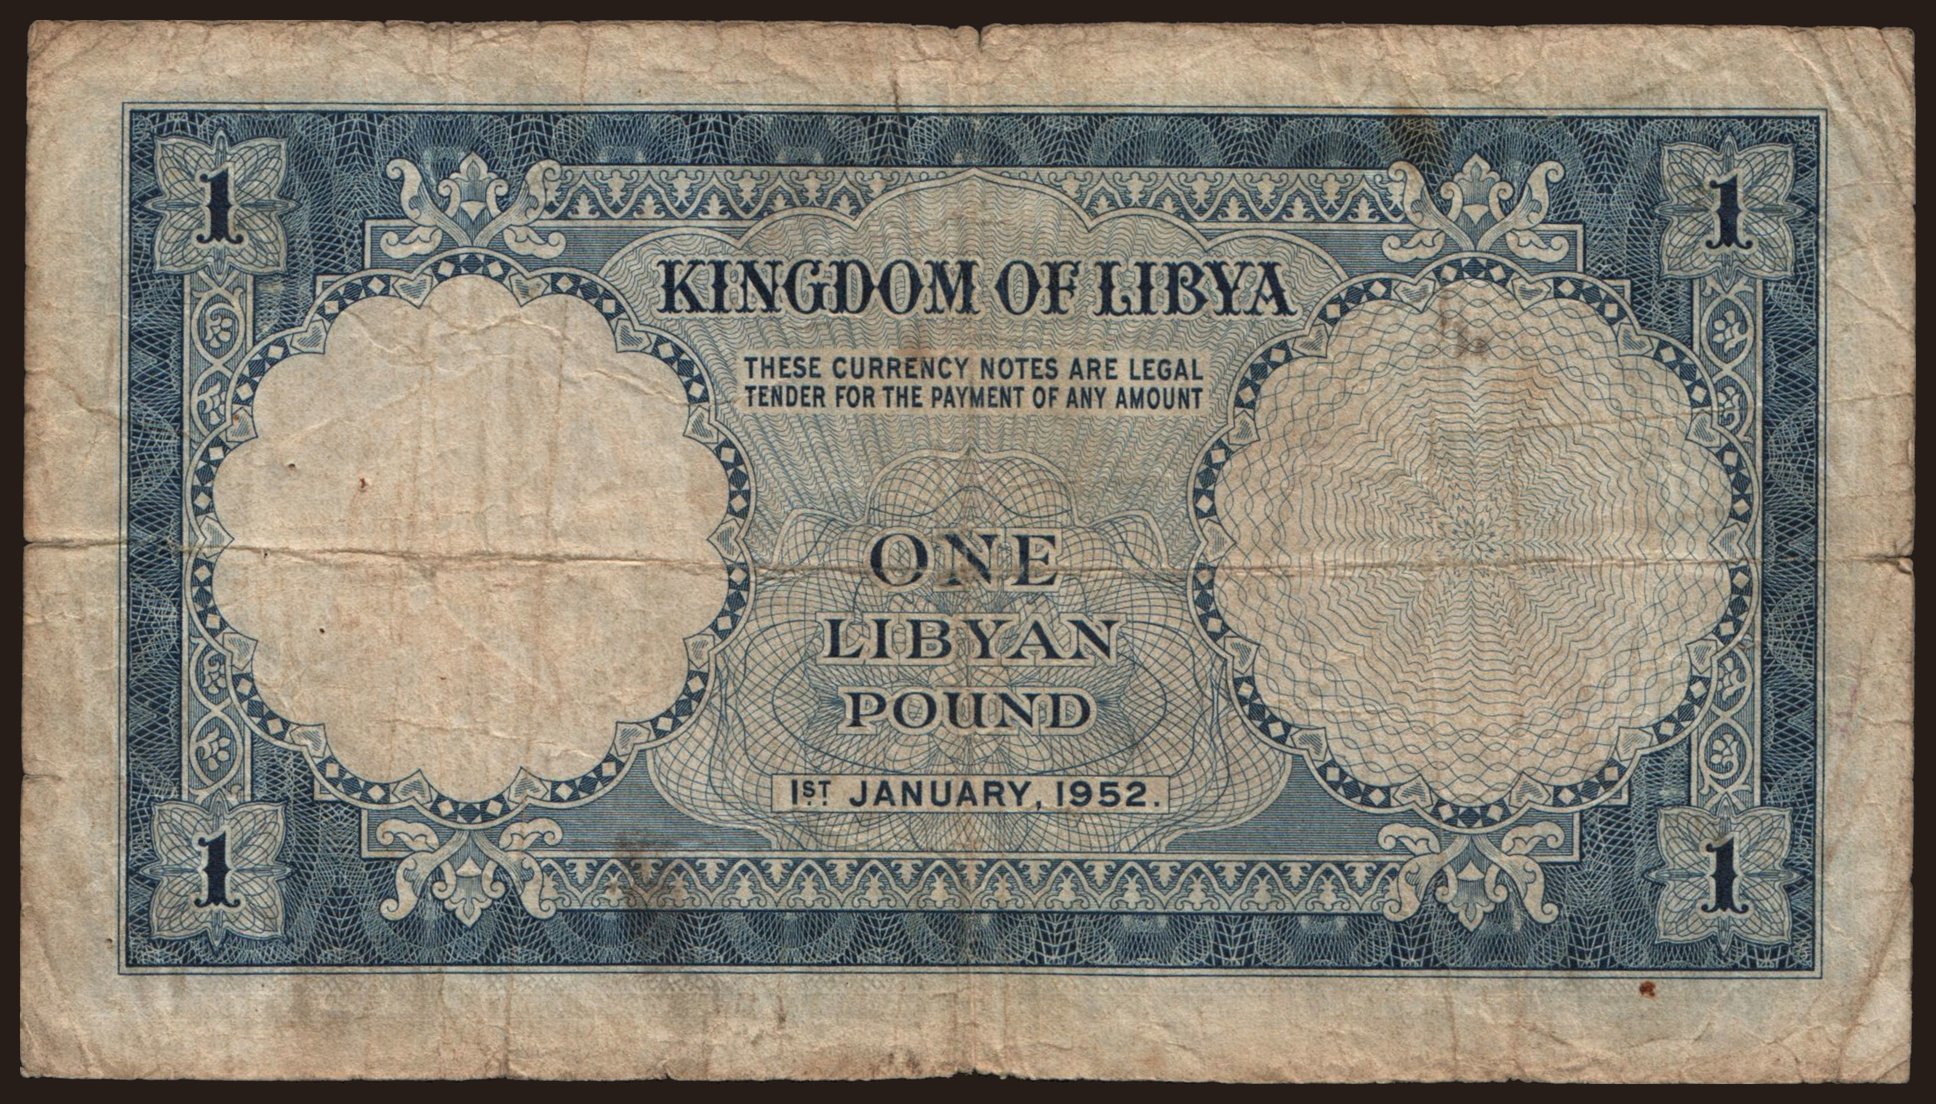 1 1
KINGDOM OF LIBYA
THESE CURRENCY NOTES ARE LEGAL
TENDER FOR THE PAYMENT OF ANY AMOUNT
ONE
LIBYAN
POUND
1ST JANUARY, 1952.
1 1